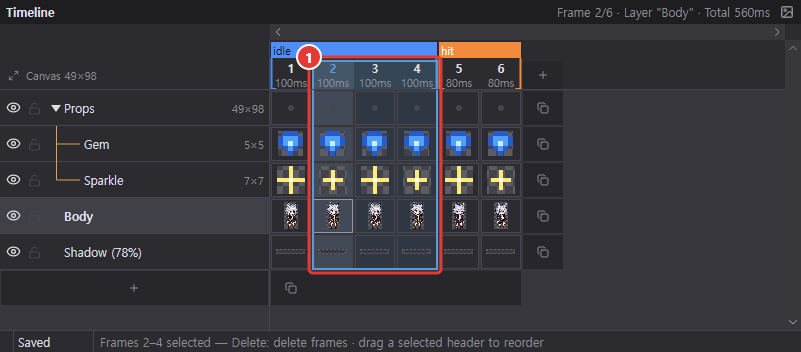 Timeline
Frame 2/6 · Layer "Body" · Total 560ms
idle
hit
1
Canvas 49×98
1 2 3 4 5 6 +
100ms 100ms 100ms 100ms 80ms 80ms
Props 49×98
Gem 5×5
Sparkle 7×7
Body
Shadow (78%)
+
Saved
Frames 2–4 selected — Delete: delete frames · drag a selected header to reorder